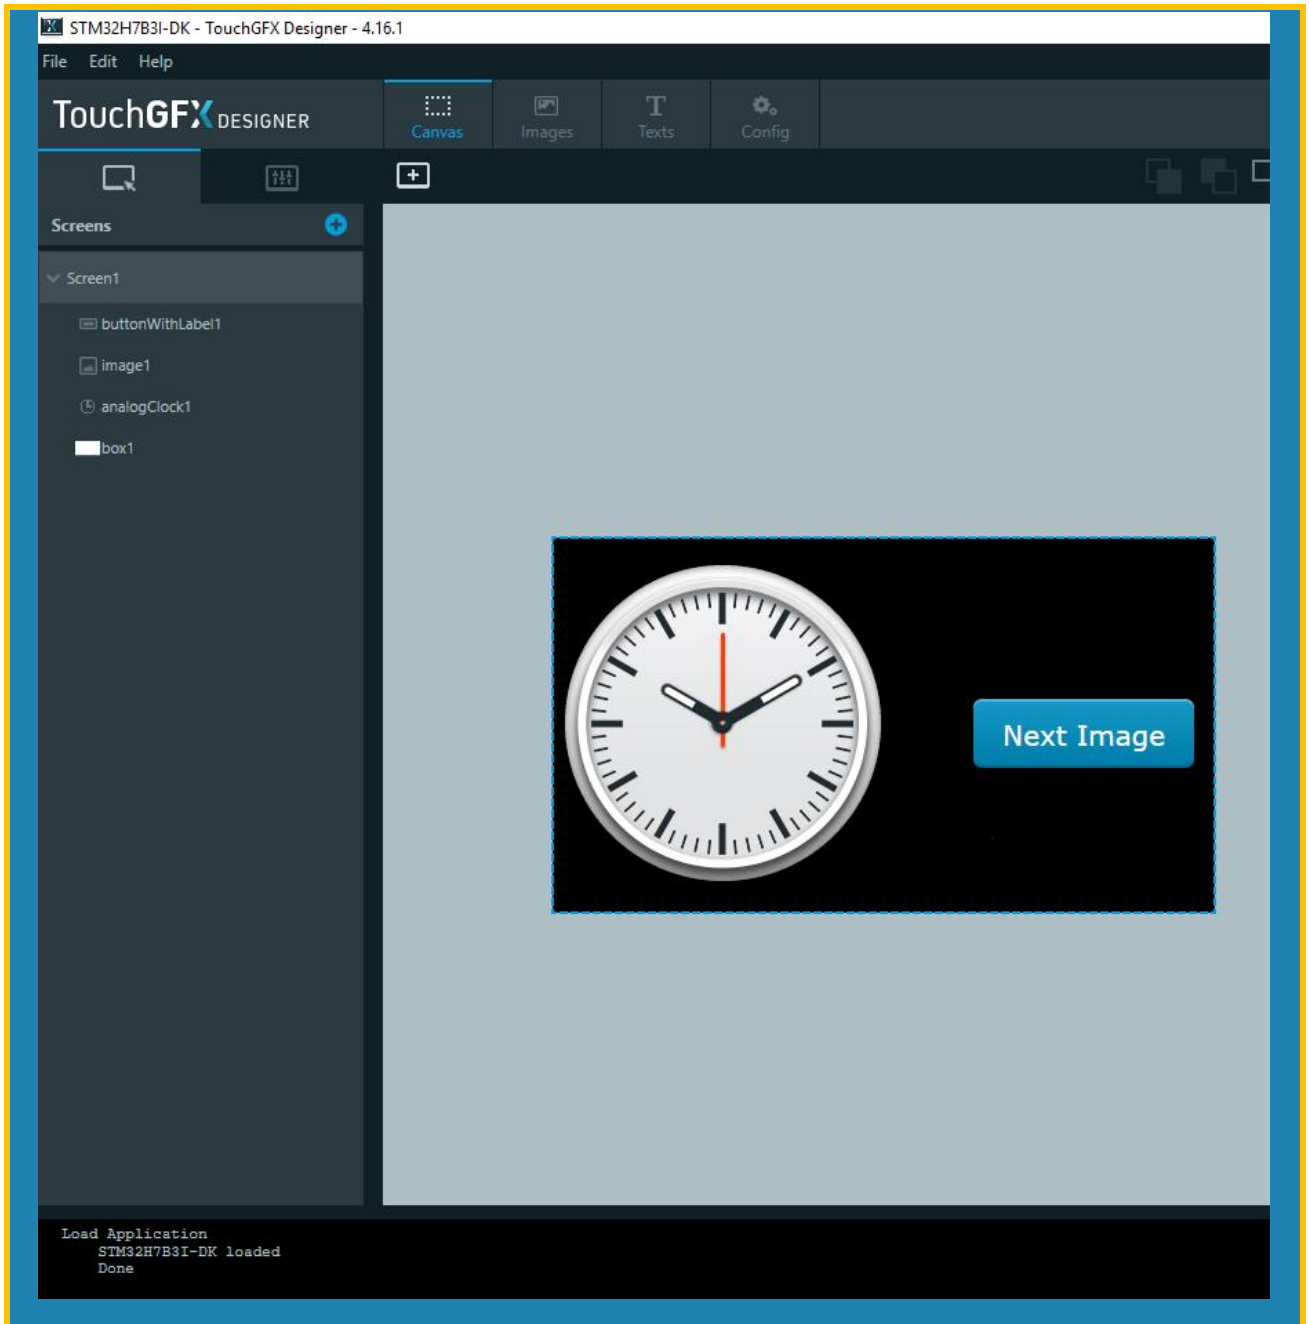 STM32H7B3I-DK - TouchGFX Designer - 4.16.1
File Edit Help
TouchGFX DESIGNER
Canvas Images Texts Config
Screens
Screen1
buttonWithLabel1
image1
analogClock1
box1
Next Image
Load Application
STM32H7B3I-DK loaded
Done